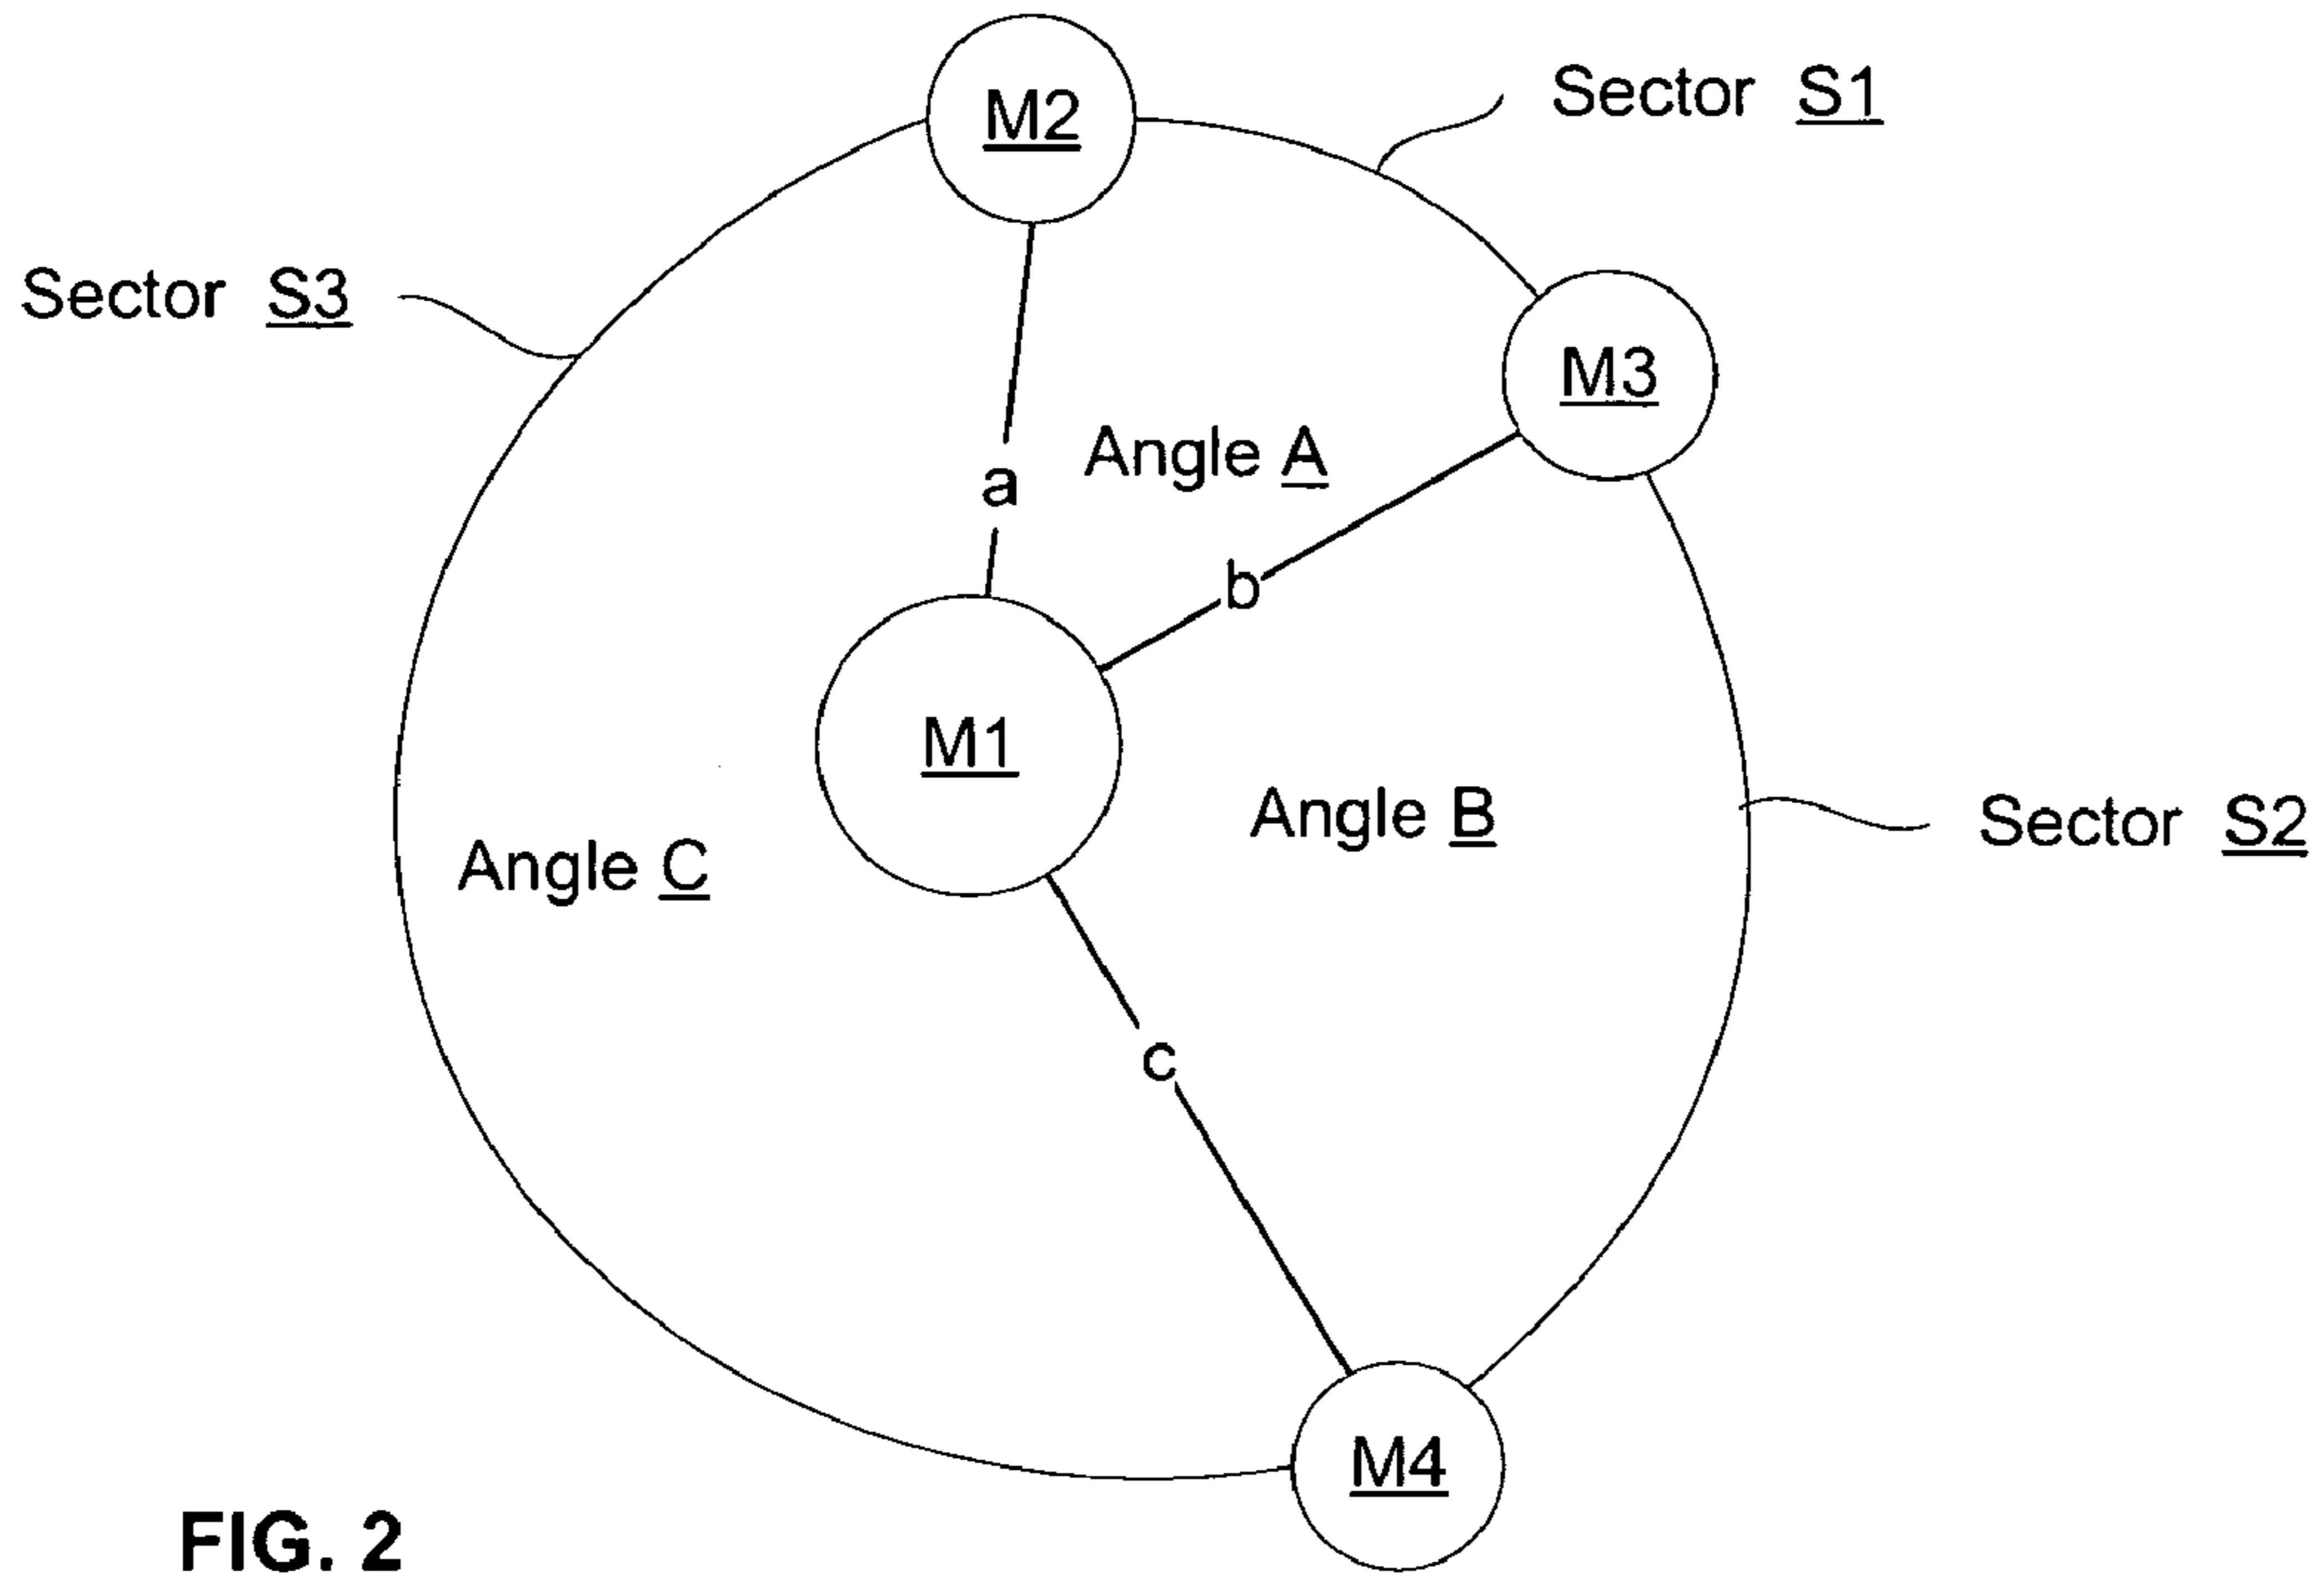 M2
Sector S1
Sector S3
M3
Angle A
a
b
M1
Angle B
Sector S2
Angle C
c
M4
FIG. 2